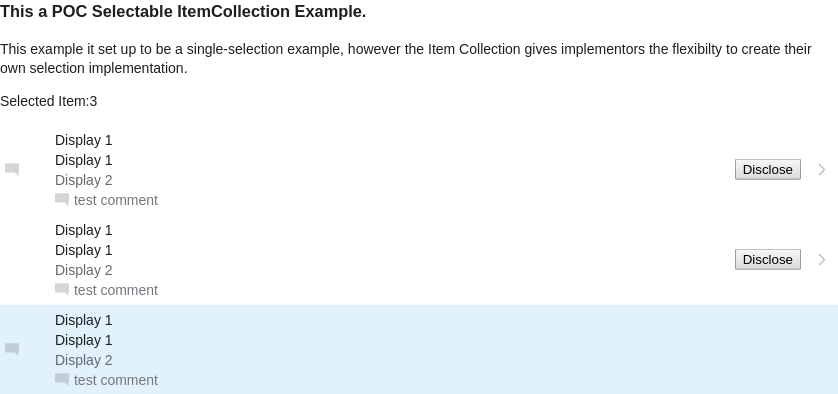 This a POC Selectable ItemCollection Example.
This example it set up to be a single-selection example, however the Item Collection gives implementors the flexibilty to create their
own selection implementation.
Selected Item:3
Display 1
Display 1
Display 2
test comment
Disclose
Display 1
Display 1
Display 2
test comment
Disclose
Display 1
Display 1
Display 2
test comment